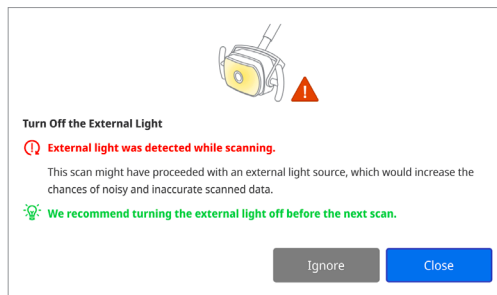 Turn Off the External Light
External light was detected while scanning.
This scan might have proceeded with an external light source, which would increase the
chances of noisy and inaccurate scanned data.
We recommend turning the external light off before the next scan.
Ignore
Close